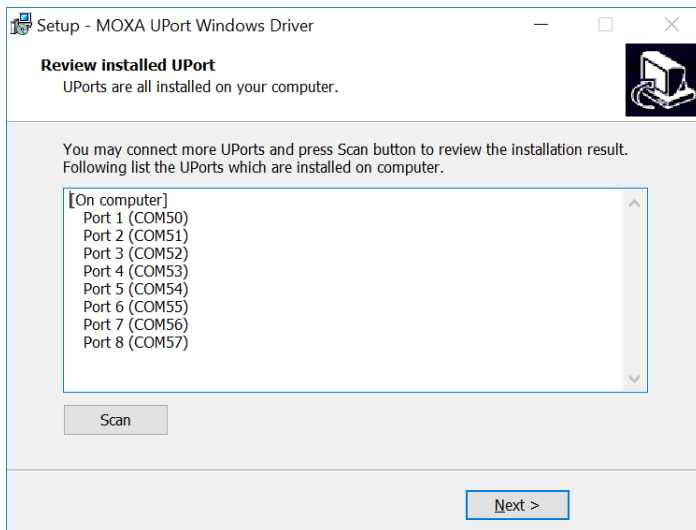 Setup - MOXA UPort Windows Driver
Review installed UPort
UPorts are all installed on your computer.
You may connect more UPorts and press Scan button to review the installation result.
Following list the UPorts which are installed on computer.
[On computer]
Port 1 (COM50)
Port 2 (COM51)
Port 3 (COM52)
Port 4 (COM53)
Port 5 (COM54)
Port 6 (COM55)
Port 7 (COM56)
Port 8 (COM57)
Scan
Next >